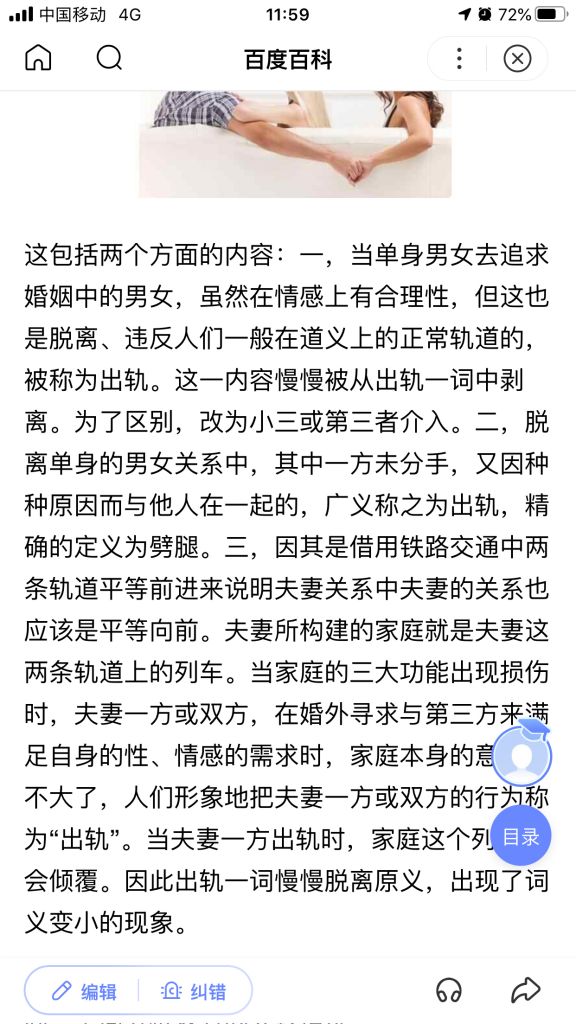 中国移动 4G 11:59 72%
百度百科
这包括两个方面的内容：一，当单身男女去追求
婚姻中的男女，虽然在情感上有合理性，但这也
是脱离、违反人们一般在道义上的正常轨道的，
被称为出轨。这一内容慢慢被从出轨一词中剥
离。为了区别，改为小三或第三者介入。二，脱
离单身的男女关系中，其中一方未分手，又因种
种原因而与他人在一起的，广义称之为出轨，精
确的定义为劈腿。三，因其是借用铁路交通中两
条轨道平等前进来说明夫妻关系中夫妻的关系也
应该是平等向前。夫妻所构建的家庭就是夫妻这
两条轨道上的列车。当家庭的三大功能出现损伤
时，夫妻一方或双方，在婚外寻求与第三方来满
足自身的性、情感的需求时，家庭本身的意
不大了，人们形象地把夫妻一方或双方的行为称
为“出轨”。当夫妻一方出轨时，家庭这个列
目录
会倾覆。因此出轨一词慢慢脱离原义，出现了词
义变小的现象。
编辑 纠错